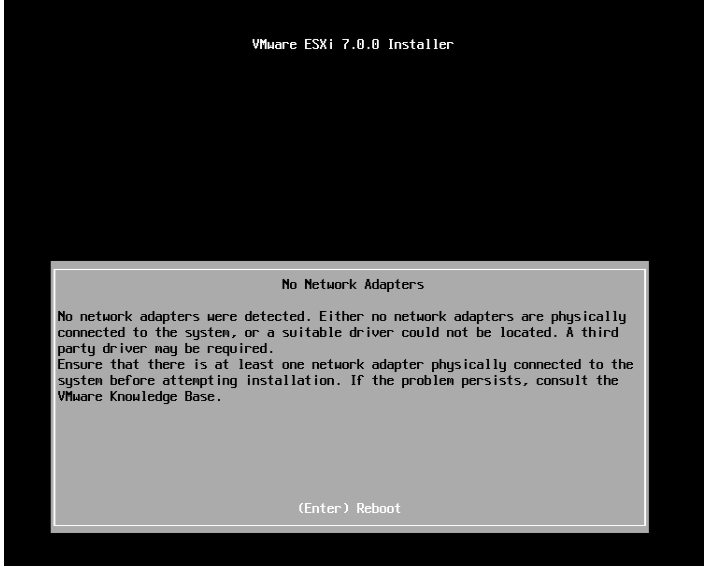 VMware ESXi 7.0.0 Installer
No Network Adapters
No network adapters were detected. Either no network adapters are physically
connected to the system, or a suitable driver could not be located. A third
party driver may be required.
Ensure that there is at least one network adapter physically connected to the
system before attempting installation. If the problem persists, consult the
VMware Knowledge Base.
(Enter) Reboot